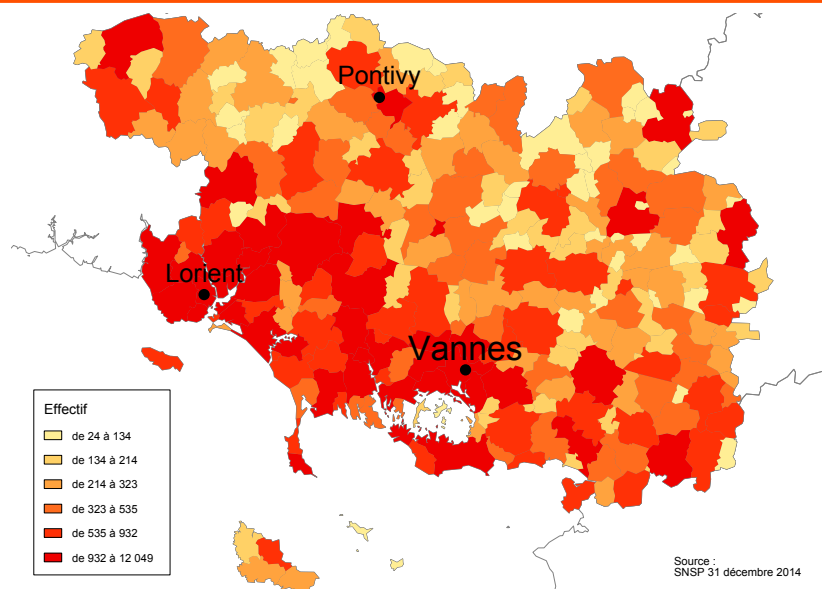 Pontivy
Lorient
Vannes
Effectif
de 24 à 134
de 134 à 214
de 214 à 323
de 323 à 535
de 535 à 932
de 932 à 12 049
Source :
SNSP 31 décembre 2014